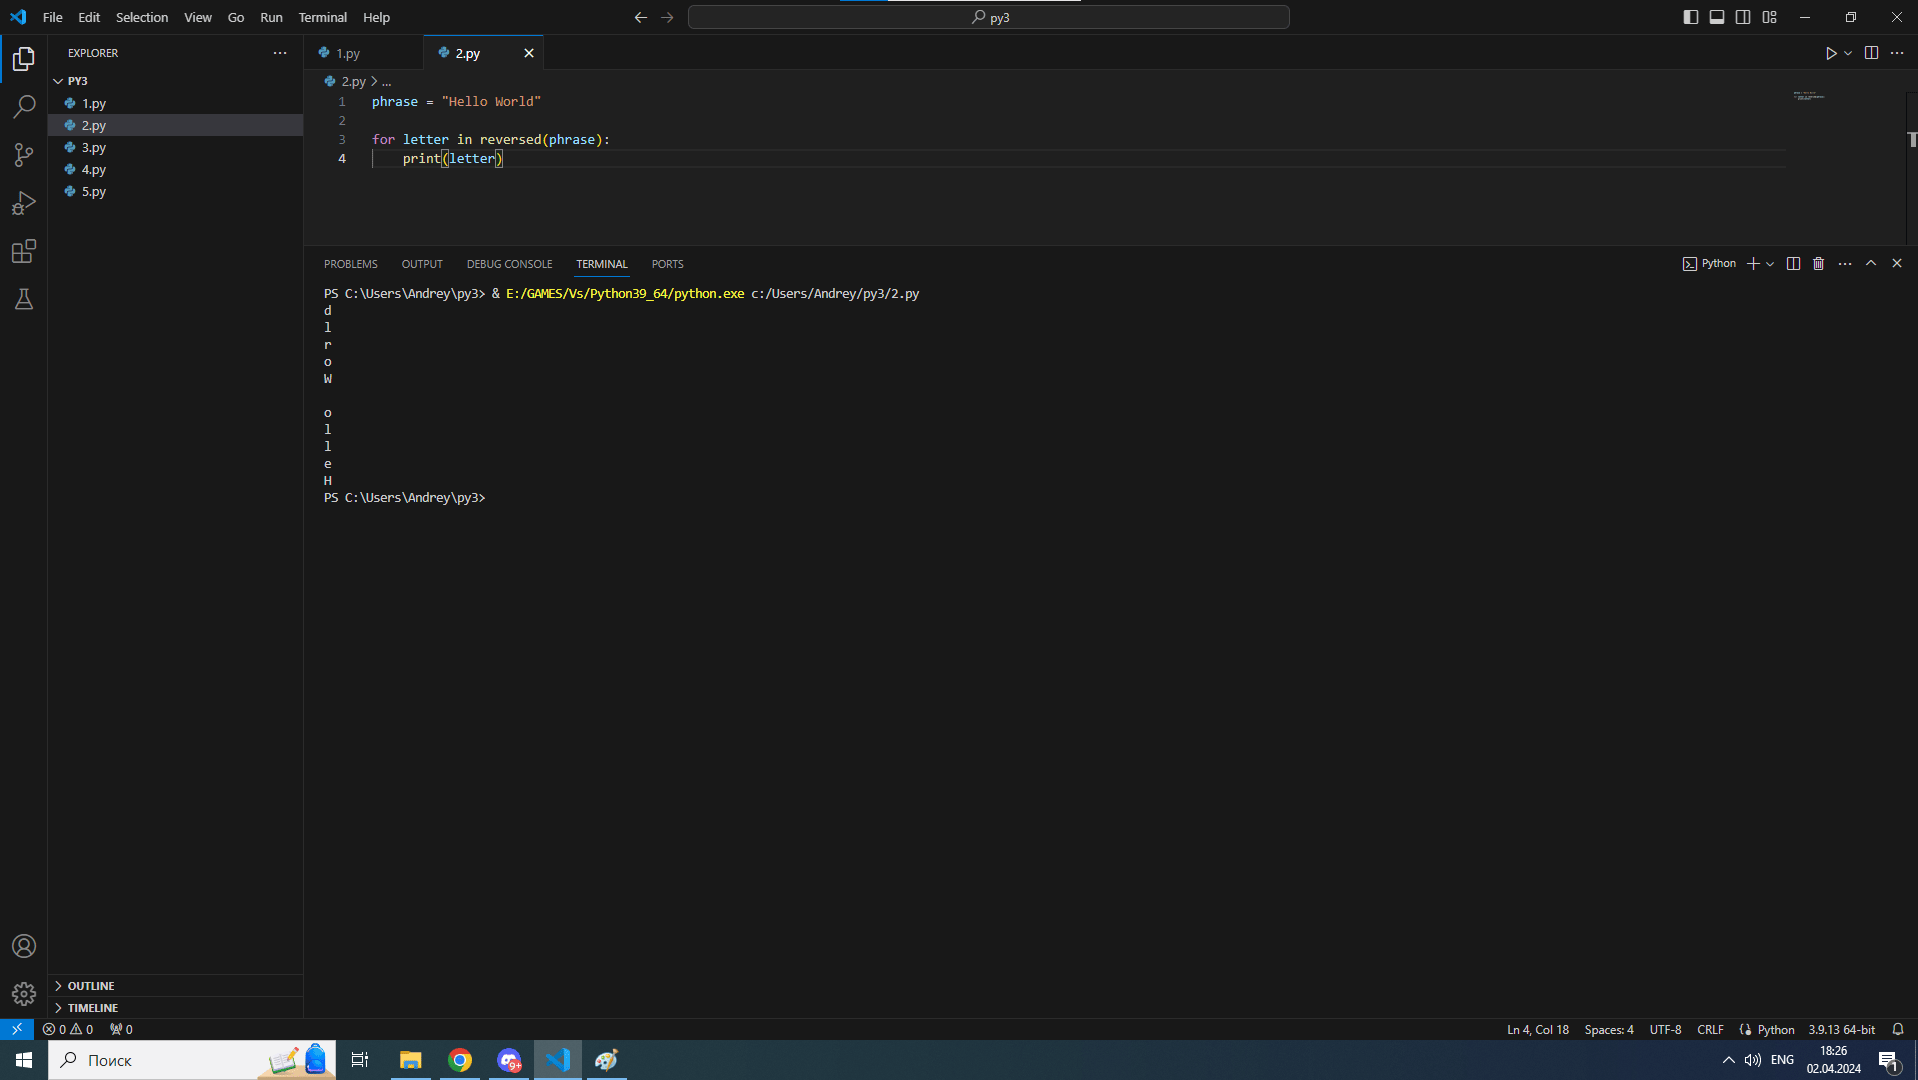 File Edit Selection View Go Run Terminal Help
py3
EXPLORER
PY3
1.py
2.py
3.py
4.py
5.py
OUTLINE
TIMELINE
1.py 2.py
2.py > ...
1 phrase = "Hello World"
2
3 for letter in reversed(phrase):
4 print(letter)
PROBLEMS OUTPUT DEBUG CONSOLE TERMINAL PORTS
Python
PS C:\Users\Andrey\py3> & E:/GAMES/Vs/Python39_64/python.exe c:/Users/Andrey/py3/2.py
d
l
r
o
W
o
l
l
e
H
PS C:\Users\Andrey\py3>
0 0 0
Ln 4, Col 18 Spaces: 4 UTF-8 CRLF Python 3.9.13 64-bit
Поиск
9+
ENG
18:26
02.04.2024
1